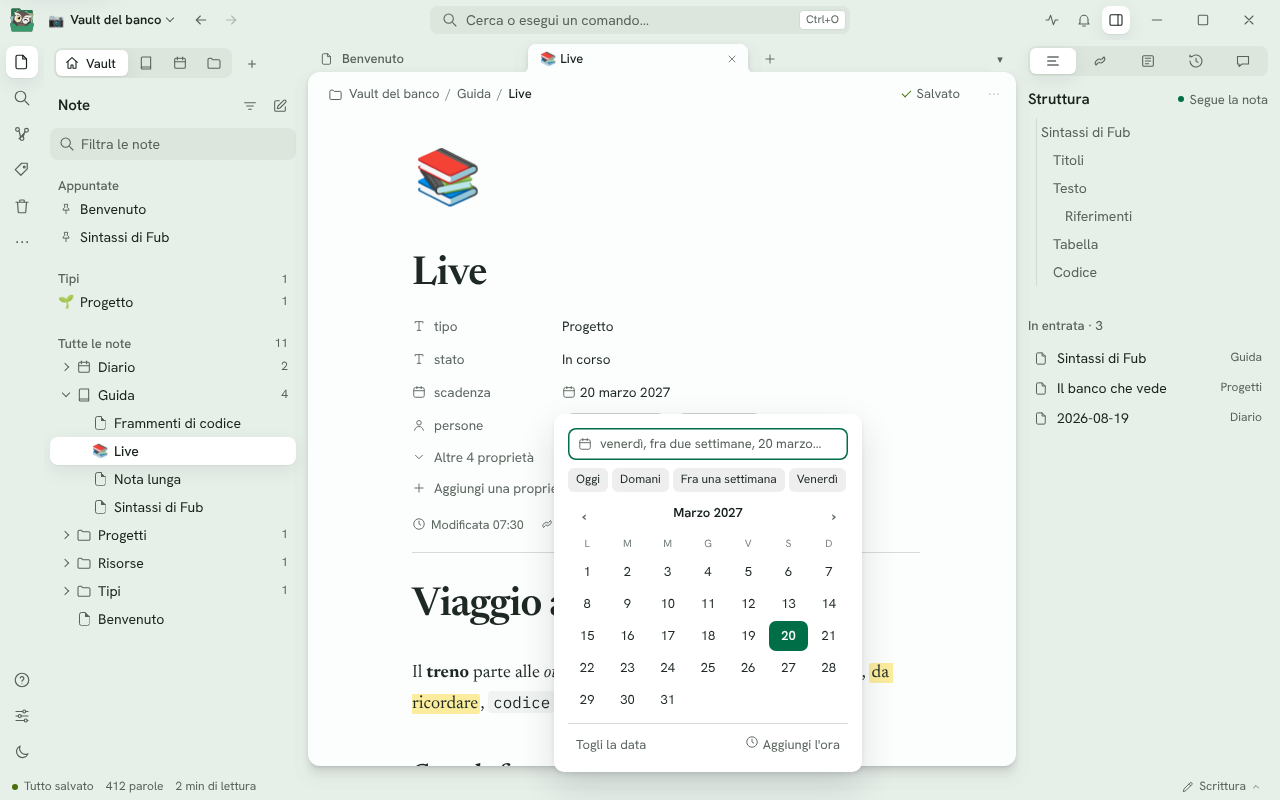 Vault del banco
Cerca o esegui un comando...
Ctrl+O
Vault
Note
Filtra le note
Appuntate
Benvenuto
Sintassi di Fub
Tipi 1
Progetto 1
Tutte le note 11
Diario 2
Guida 4
Frammenti di codice
Live
Nota lunga
Sintassi di Fub
Progetti 1
Risorse 1
Tipi 1
Benvenuto
Tutto salvato 412 parole 2 min di lettura
Benvenuto
Live
Vault del banco / Guida / Live
Salvato
Live
tipo Progetto
stato In corso
scadenza 20 marzo 2027
persone
Altre 4 proprietà
Aggiungi una proprie
Modificata 07:30
Viaggio a
Il treno parte alle , da
ricordare, codice
venerdì, fra due settimane, 20 marzo...
Oggi Domani Fra una settimana Venerdì
‹ Marzo 2027 ›
L M M G V S D
1 2 3 4 5 6 7
8 9 10 11 12 13 14
15 16 17 18 19 20 21
22 23 24 25 26 27 28
29 30 31
Togli la data Aggiungi l'ora
Struttura Segue la nota
Sintassi di Fub
Titoli
Testo
Riferimenti
Tabella
Codice
In entrata · 3
Sintassi di Fub Guida
Il banco che vede Progetti
2026-08-19 Diario
Scrittura